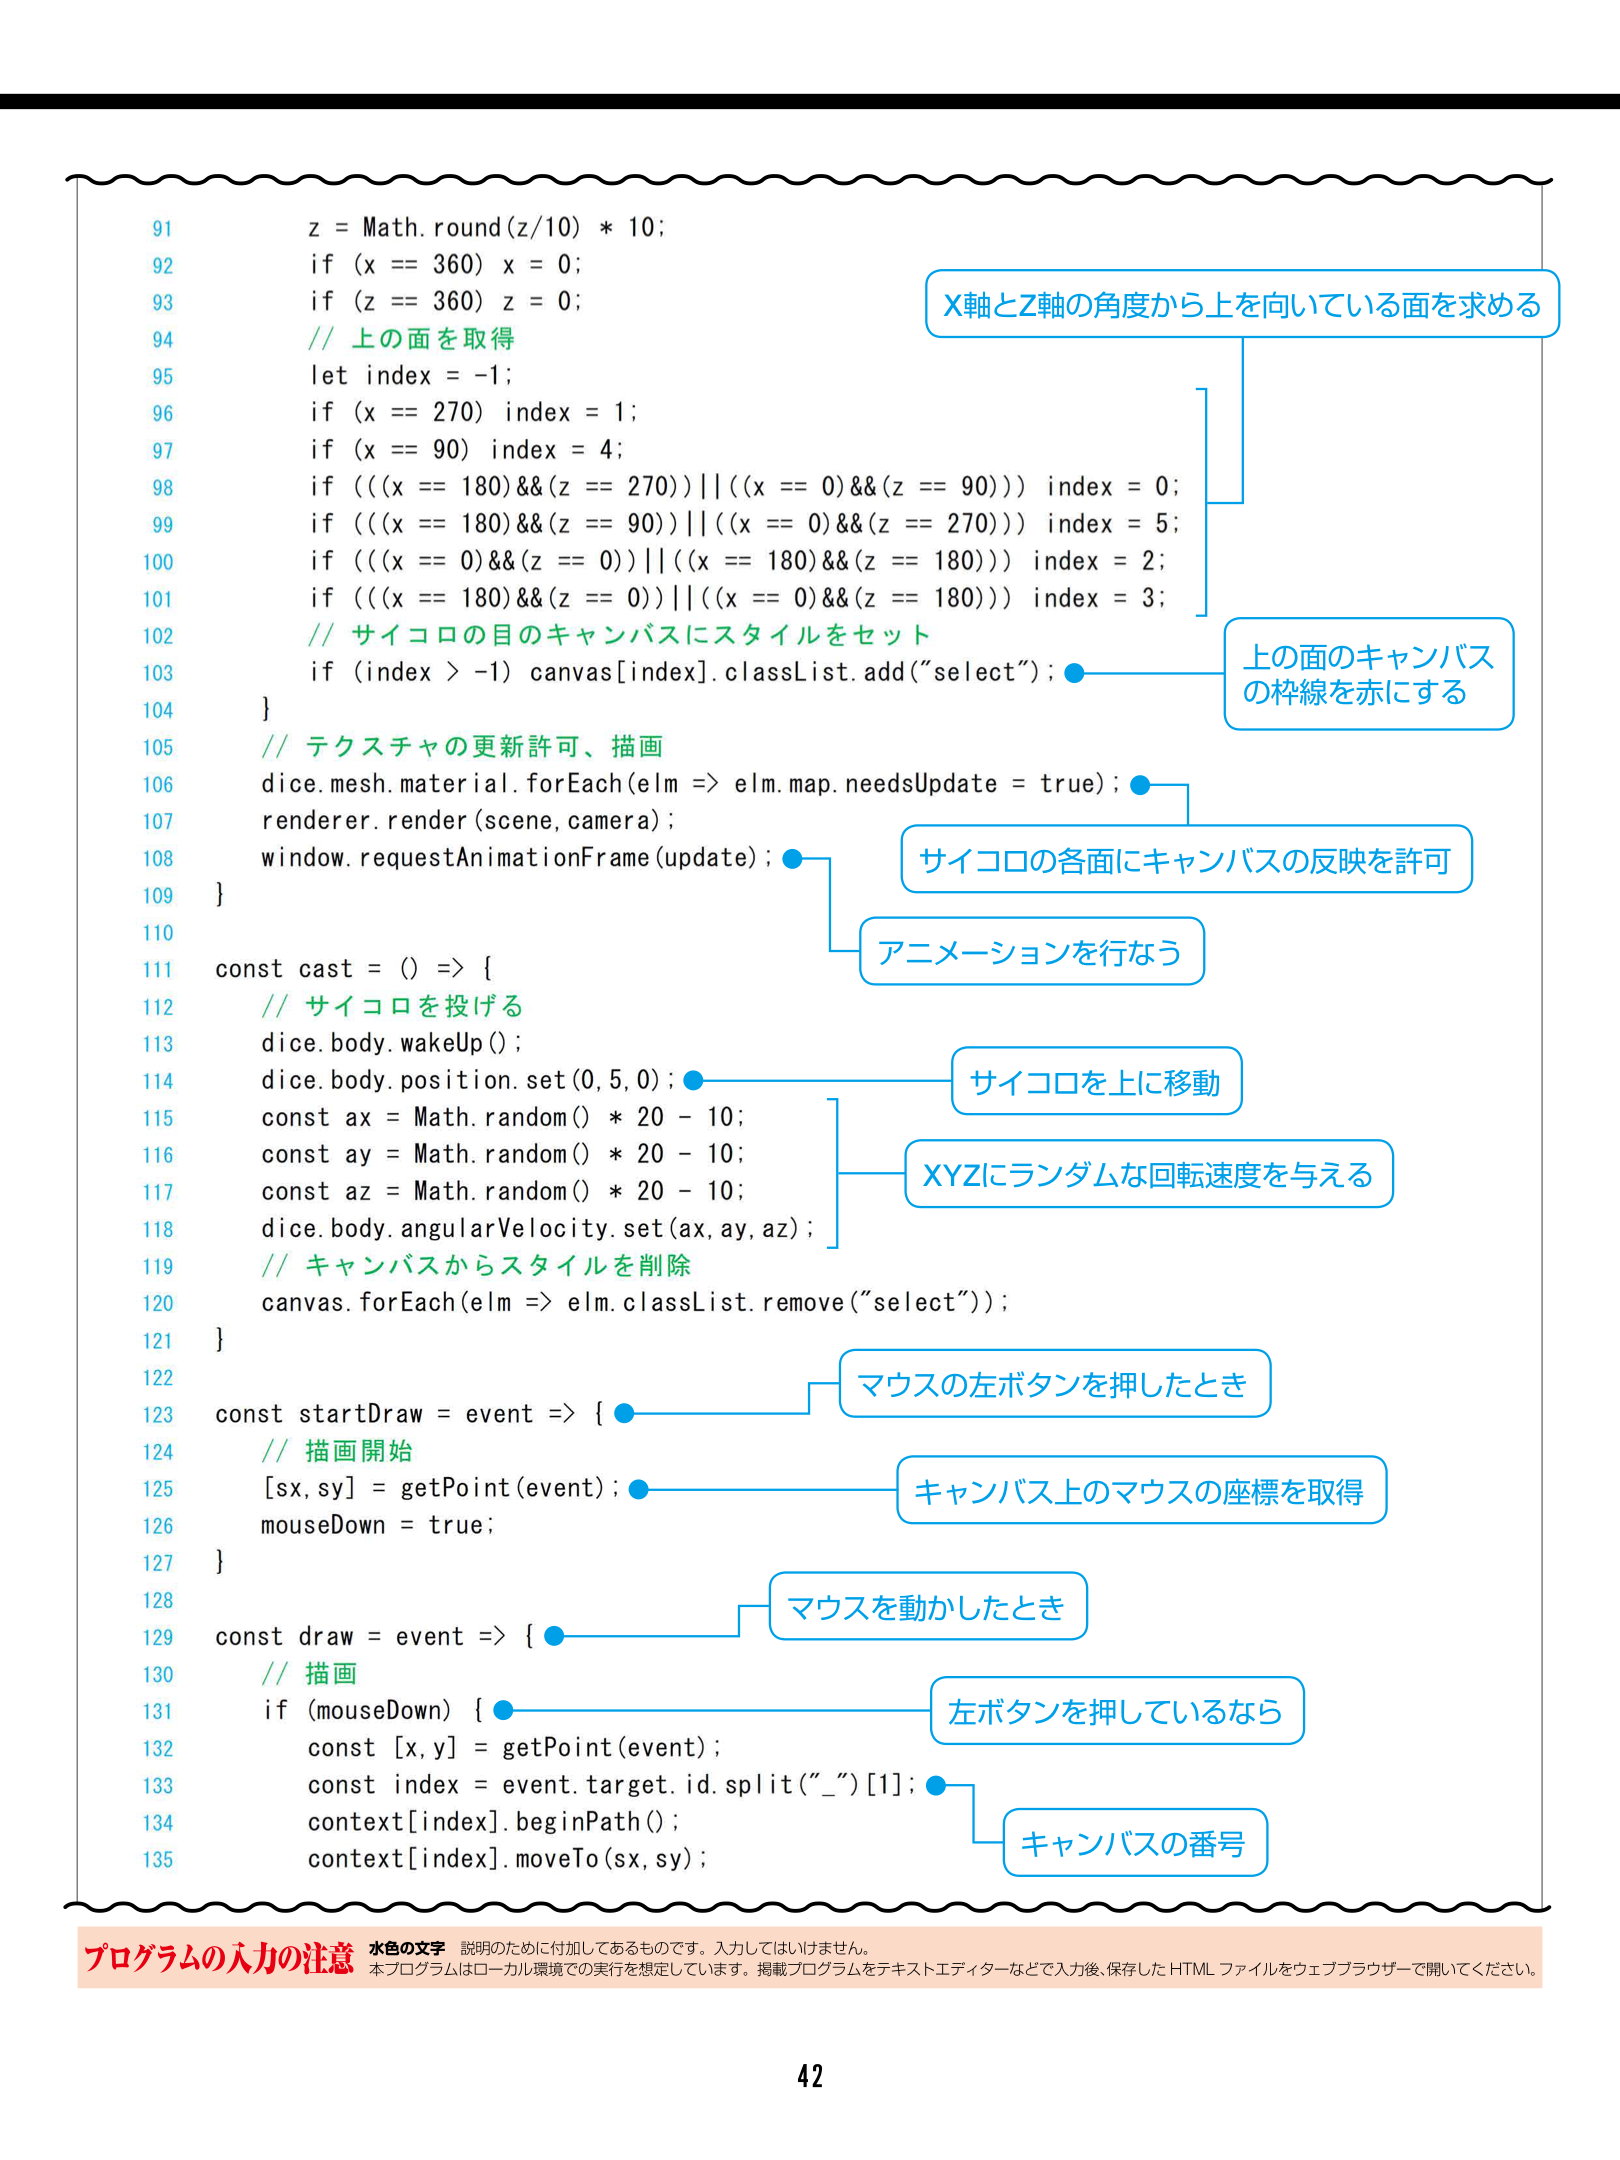 91 z = Math.round(z/10) * 10;
92 if (x == 360) x = 0;
93 if (z == 360) z = 0;
X軸とZ軸の角度から上を向いている面を求める
94 // 上の面を取得
95 let index = -1;
96 if (x == 270) index = 1;
97 if (x == 90) index = 4;
98 if (((x == 180)&&(z == 270))||((x == 0)&&(z == 90))) index = 0;
99 if (((x == 180)&&(z == 90))||((x == 0)&&(z == 270))) index = 5;
100 if (((x == 0)&&(z == 0))||((x == 180)&&(z == 180))) index = 2;
101 if (((x == 180)&&(z == 0))||((x == 0)&&(z == 180))) index = 3;
102 // サイコロの目のキャンバスにスタイルをセット
103 if (index > -1) canvas[index].classList.add("select");
上の面のキャンバス
の枠線を赤にする
104 }
105 // テクスチャの更新許可、描画
106 dice.mesh.material.forEach(elm => elm.map.needsUpdate = true);
107 renderer.render(scene,camera);
108 window.requestAnimationFrame(update);
サイコロの各面にキャンバスの反映を許可
109 }
110
アニメーションを行なう
111 const cast = () => {
112 // サイコロを投げる
113 dice.body.wakeUp();
114 dice.body.position.set(0,5,0);
サイコロを上に移動
115 const ax = Math.random() * 20 - 10;
116 const ay = Math.random() * 20 - 10;
117 const az = Math.random() * 20 - 10;
XYZにランダムな回転速度を与える
118 dice.body.angularVelocity.set(ax,ay,az);
119 // キャンバスからスタイルを削除
120 canvas.forEach(elm => elm.classList.remove("select"));
121 }
122
マウスの左ボタンを押したとき
123 const startDraw = event => {
124 // 描画開始
125 [sx,sy] = getPoint(event);
キャンバス上のマウスの座標を取得
126 mouseDown = true;
127 }
128
マウスを動かしたとき
129 const draw = event => {
130 // 描画
131 if (mouseDown) {
左ボタンを押しているなら
132 const [x,y] = getPoint(event);
133 const index = event.target.id.split("_")[1];
134 context[index].beginPath();
キャンバスの番号
135 context[index].moveTo(sx,sy);
プログラムの入力の注意
水色の文字 説明のために付加してあるものです。入力してはいけません。
本プログラムはローカル環境での実行を想定しています。掲載プログラムをテキストエディターなどで入力後、保存した HTML ファイルをウェブブラウザーで開いてください。
42